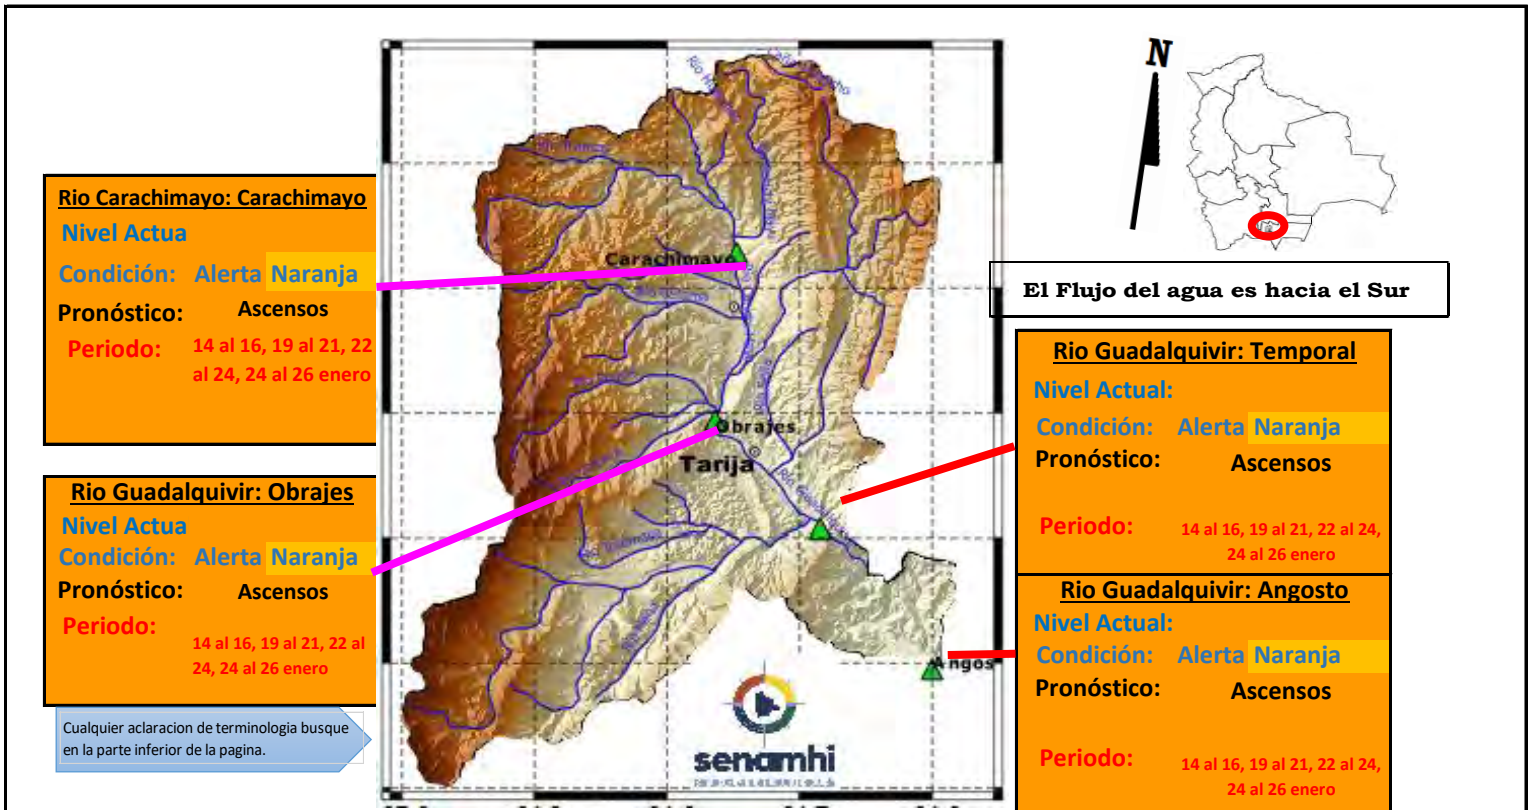 Rio Carachimayo: Carachimayo
Nivel Actua
Condición: Alerta Naranja
Pronóstico: Ascensos
Periodo: 14 al 16, 19 al 21, 22
al 24, 24 al 26 enero
Rio Guadalquivir: Obrajes
Nivel Actua
Condición: Alerta Naranja
Pronóstico: Ascensos
Periodo:
14 al 16, 19 al 21, 22 al
24, 24 al 26 enero
Cualquier aclaracion de terminologia busque
en la parte inferior de la pagina.
Carachimayo
Obrajes
Tarija
Angos
senamhi
N
El Flujo del agua es hacia el Sur
Rio Guadalquivir: Temporal
Nivel Actual:
Condición: Alerta Naranja
Pronóstico: Ascensos
Periodo: 14 al 16, 19 al 21, 22 al 24,
24 al 26 enero
Rio Guadalquivir: Angosto
Nivel Actual:
Condición: Alerta Naranja
Pronóstico: Ascensos
Periodo: 14 al 16, 19 al 21, 22 al 24,
24 al 26 enero